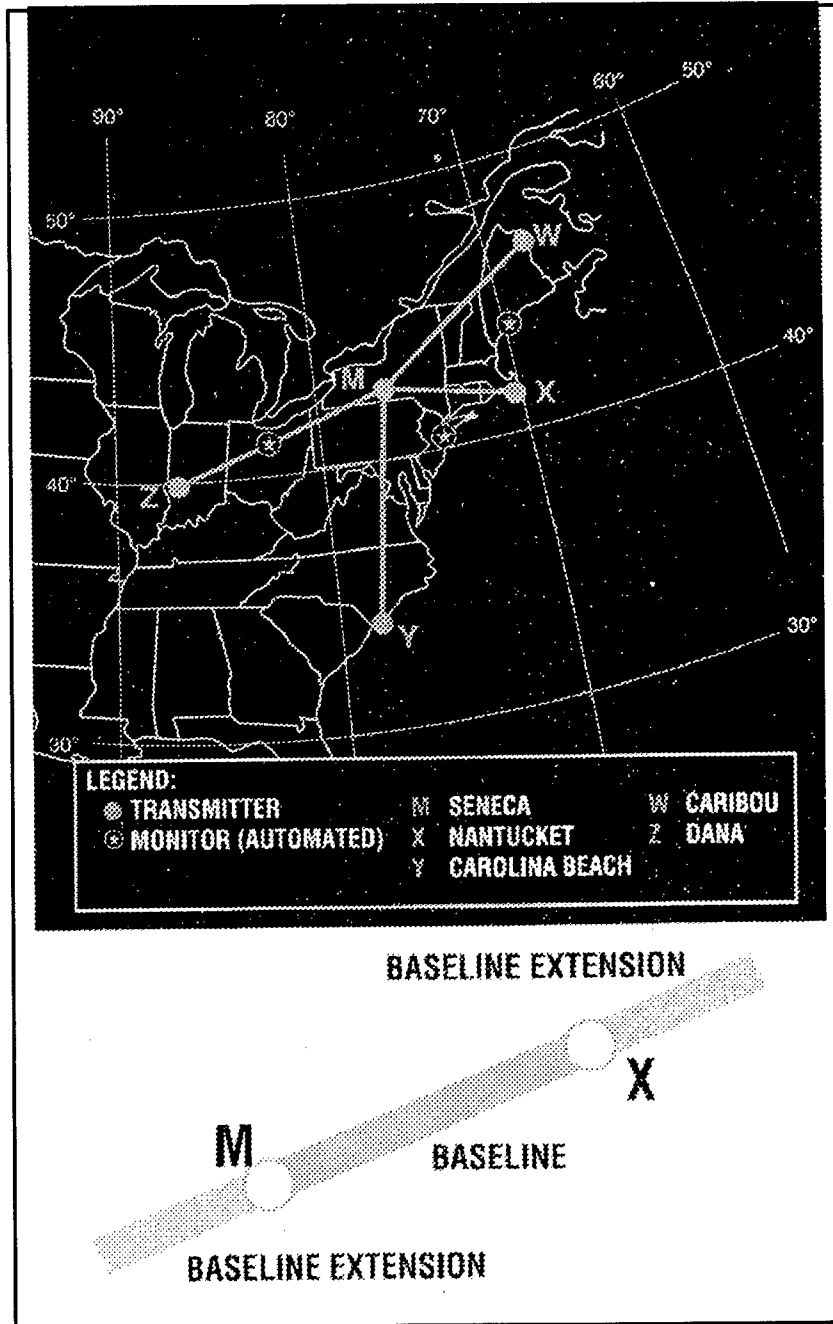 60° 50°
90° 80° 70°
50°
W
40°
M
X
40° Z
Y
30°
30°
LEGEND:
TRANSMITTER M SENECA W CARIBOU
MONITOR (AUTOMATED) X NANTUCKET Z DANA
Y CAROLINA BEACH
BASELINE EXTENSION
X
M
BASELINE
BASELINE EXTENSION